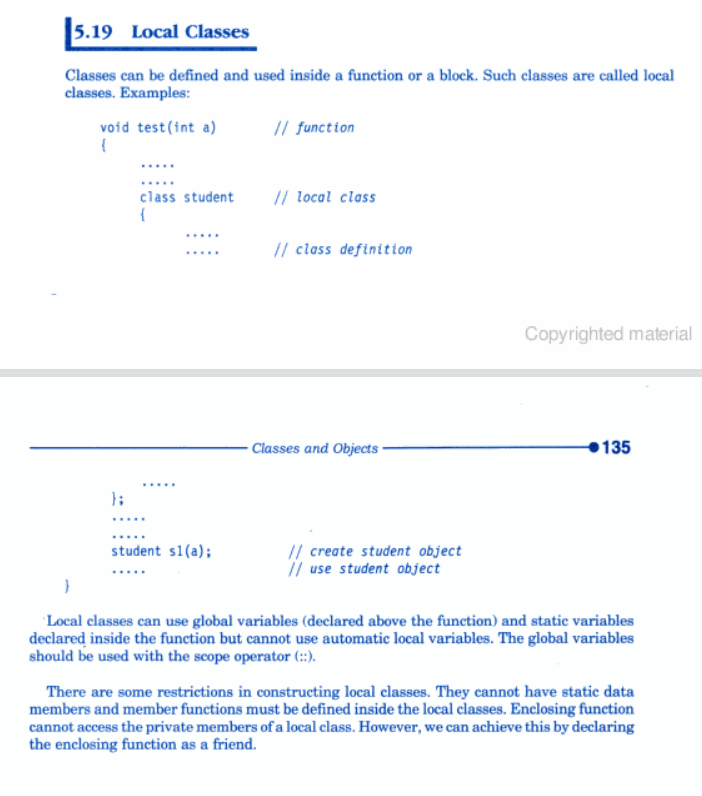 5.19 Local Classes
Classes can be defined and used inside a function or a block. Such classes are called local
classes. Examples:
void test(int a) // function
{
.....
.....
class student // local class
{
.....
..... // class definition
Copyrighted material
Classes and Objects 135
.....
};
.....
.....
student s1(a); // create student object
..... // use student object
}
Local classes can use global variables (declared above the function) and static variables
declared inside the function but cannot use automatic local variables. The global variables
should be used with the scope operator (::).
There are some restrictions in constructing local classes. They cannot have static data
members and member functions must be defined inside the local classes. Enclosing function
cannot access the private members of a local class. However, we can achieve this by declaring
the enclosing function as a friend.